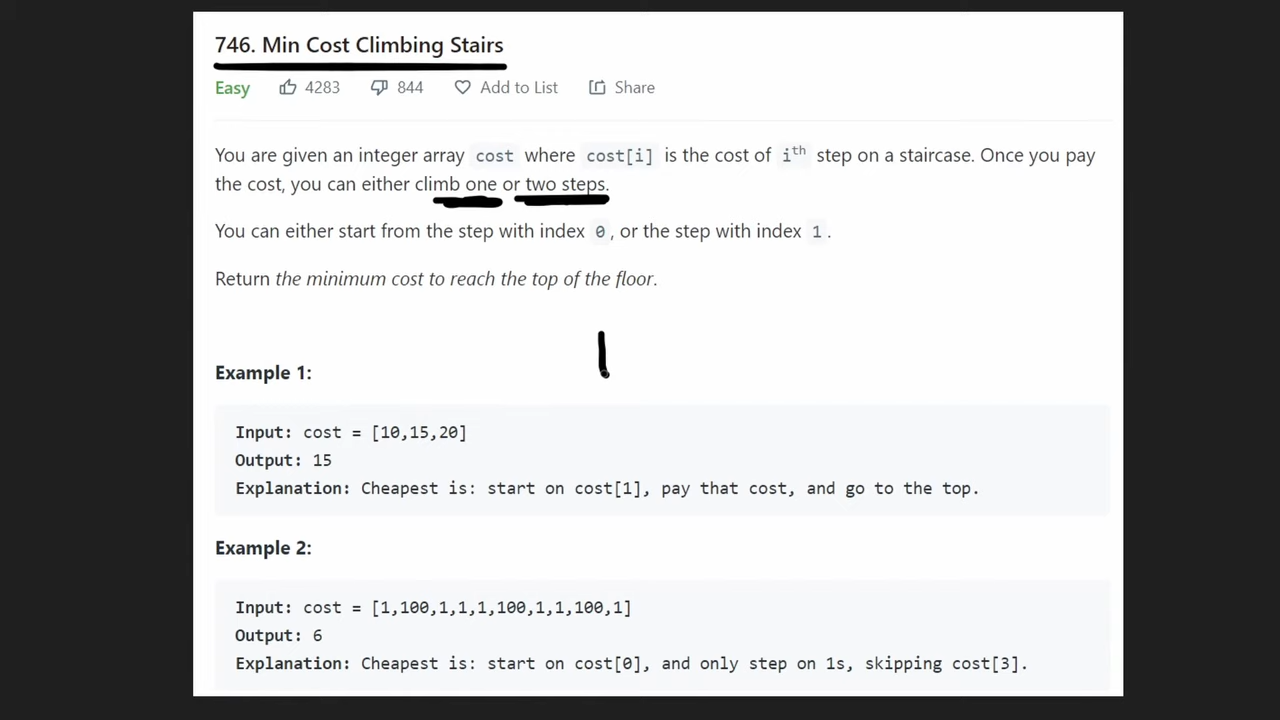 746. Min Cost Climbing Stairs
Easy 4283 844 Add to List Share
You are given an integer array cost where cost[i] is the cost of ith step on a staircase. Once you pay
the cost, you can either climb one or two steps.
You can either start from the step with index 0, or the step with index 1.
Return the minimum cost to reach the top of the floor.
Example 1:
Input: cost = [10,15,20]
Output: 15
Explanation: Cheapest is: start on cost[1], pay that cost, and go to the top.
Example 2:
Input: cost = [1,100,1,1,1,100,1,1,100,1]
Output: 6
Explanation: Cheapest is: start on cost[0], and only step on 1s, skipping cost[3].